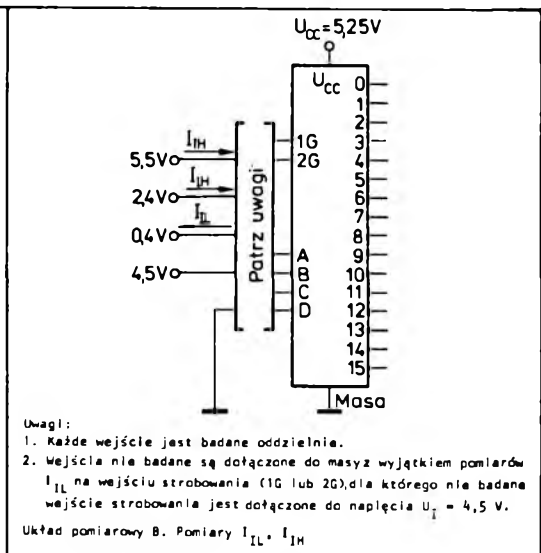 U_CC = 5,25V
U_CC
0
1
2
3
4
5
6
7
8
9
10
11
12
13
14
15
1G
2G
A
B
C
D
Masa
I_IH
5,5V
I_IH
2,4V
I_IL
0,4V
4,5V
Patrz uwagi
Uwagi:
1. Każde wejście jest badane oddzielnie.
2. Wejścia nie badane są dołączone do masy z wyjątkiem pomiarów
I_IL na wejściu strobowania (1G lub 2G), dla którego nie badane
wejście strobowania jest dołączone do napięcia U_I = 4,5 V.
Układ pomiarowy B. Pomiary I_IL, I_IH